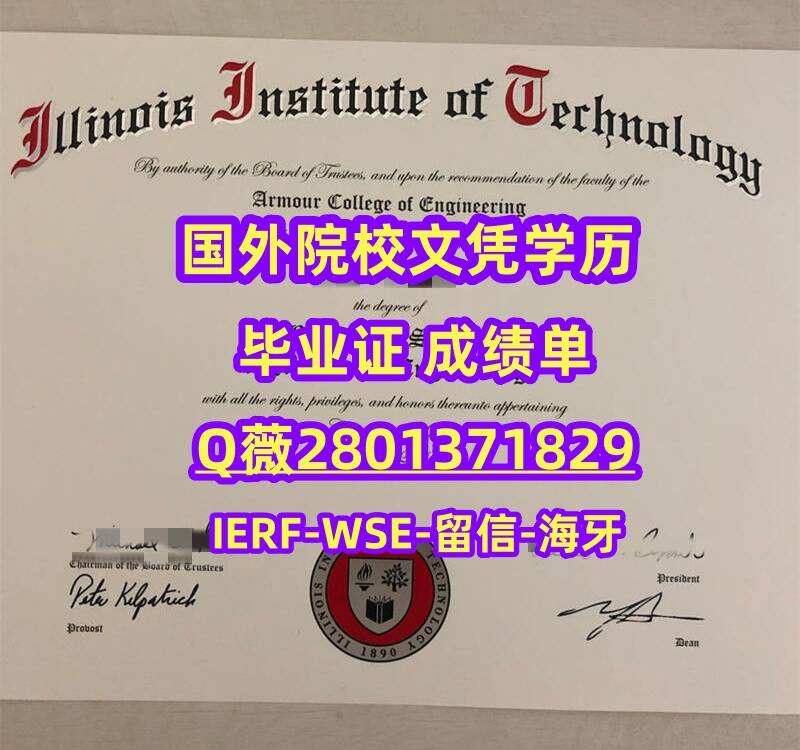 Illinois Institute of Technology
By authority of the Board of Trustees, and upon the recommendation of the faculty of the
Armour College of Engineering
国外院校文凭学历
the degree of
毕业证 成绩单
with all the rights, privileges, and honors thereunto appertaining
Q薇2801371829
IERF-WSE-留信-海牙
Chairman of the Board of Trustees
President
Peter Kilpatrick
Provost
Dean
ILLINOIS INSTITUTE OF TECHNOLOGY
1890